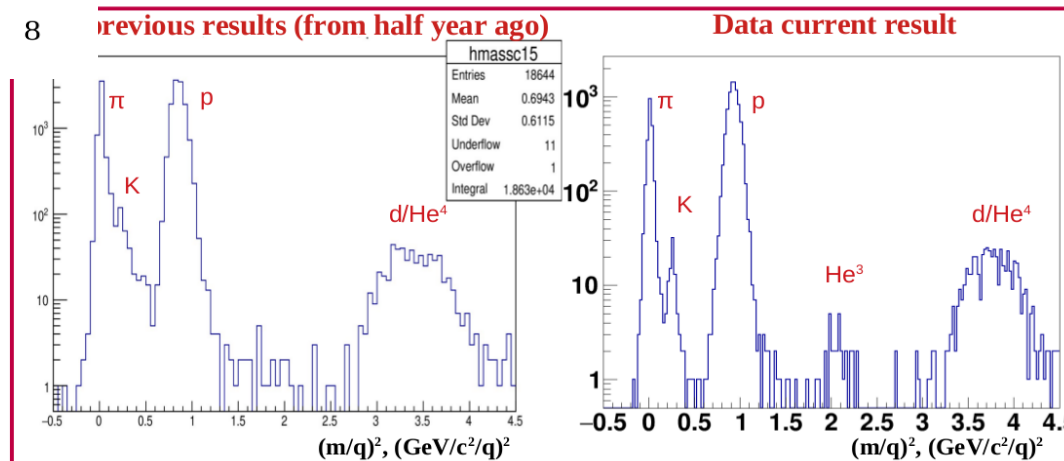 8
previous results (from half year ago)
hmassc15
Entries 18644
Mean 0.6943
Std Dev 0.6115
Underflow 11
Overflow 1
Integral 1.863e+04
π
p
K
d/He⁴
10³
10²
10
1
−0.5 0 0.5 1 1.5 2 2.5 3 3.5 4 4.5
(m/q)², (GeV/c²/q)²
Data current result
π
p
K
He³
d/He⁴
10³
10²
10
1
−0.5 0 0.5 1 1.5 2 2.5 3 3.5 4 4.5
(m/q)², (GeV/c²/q)²